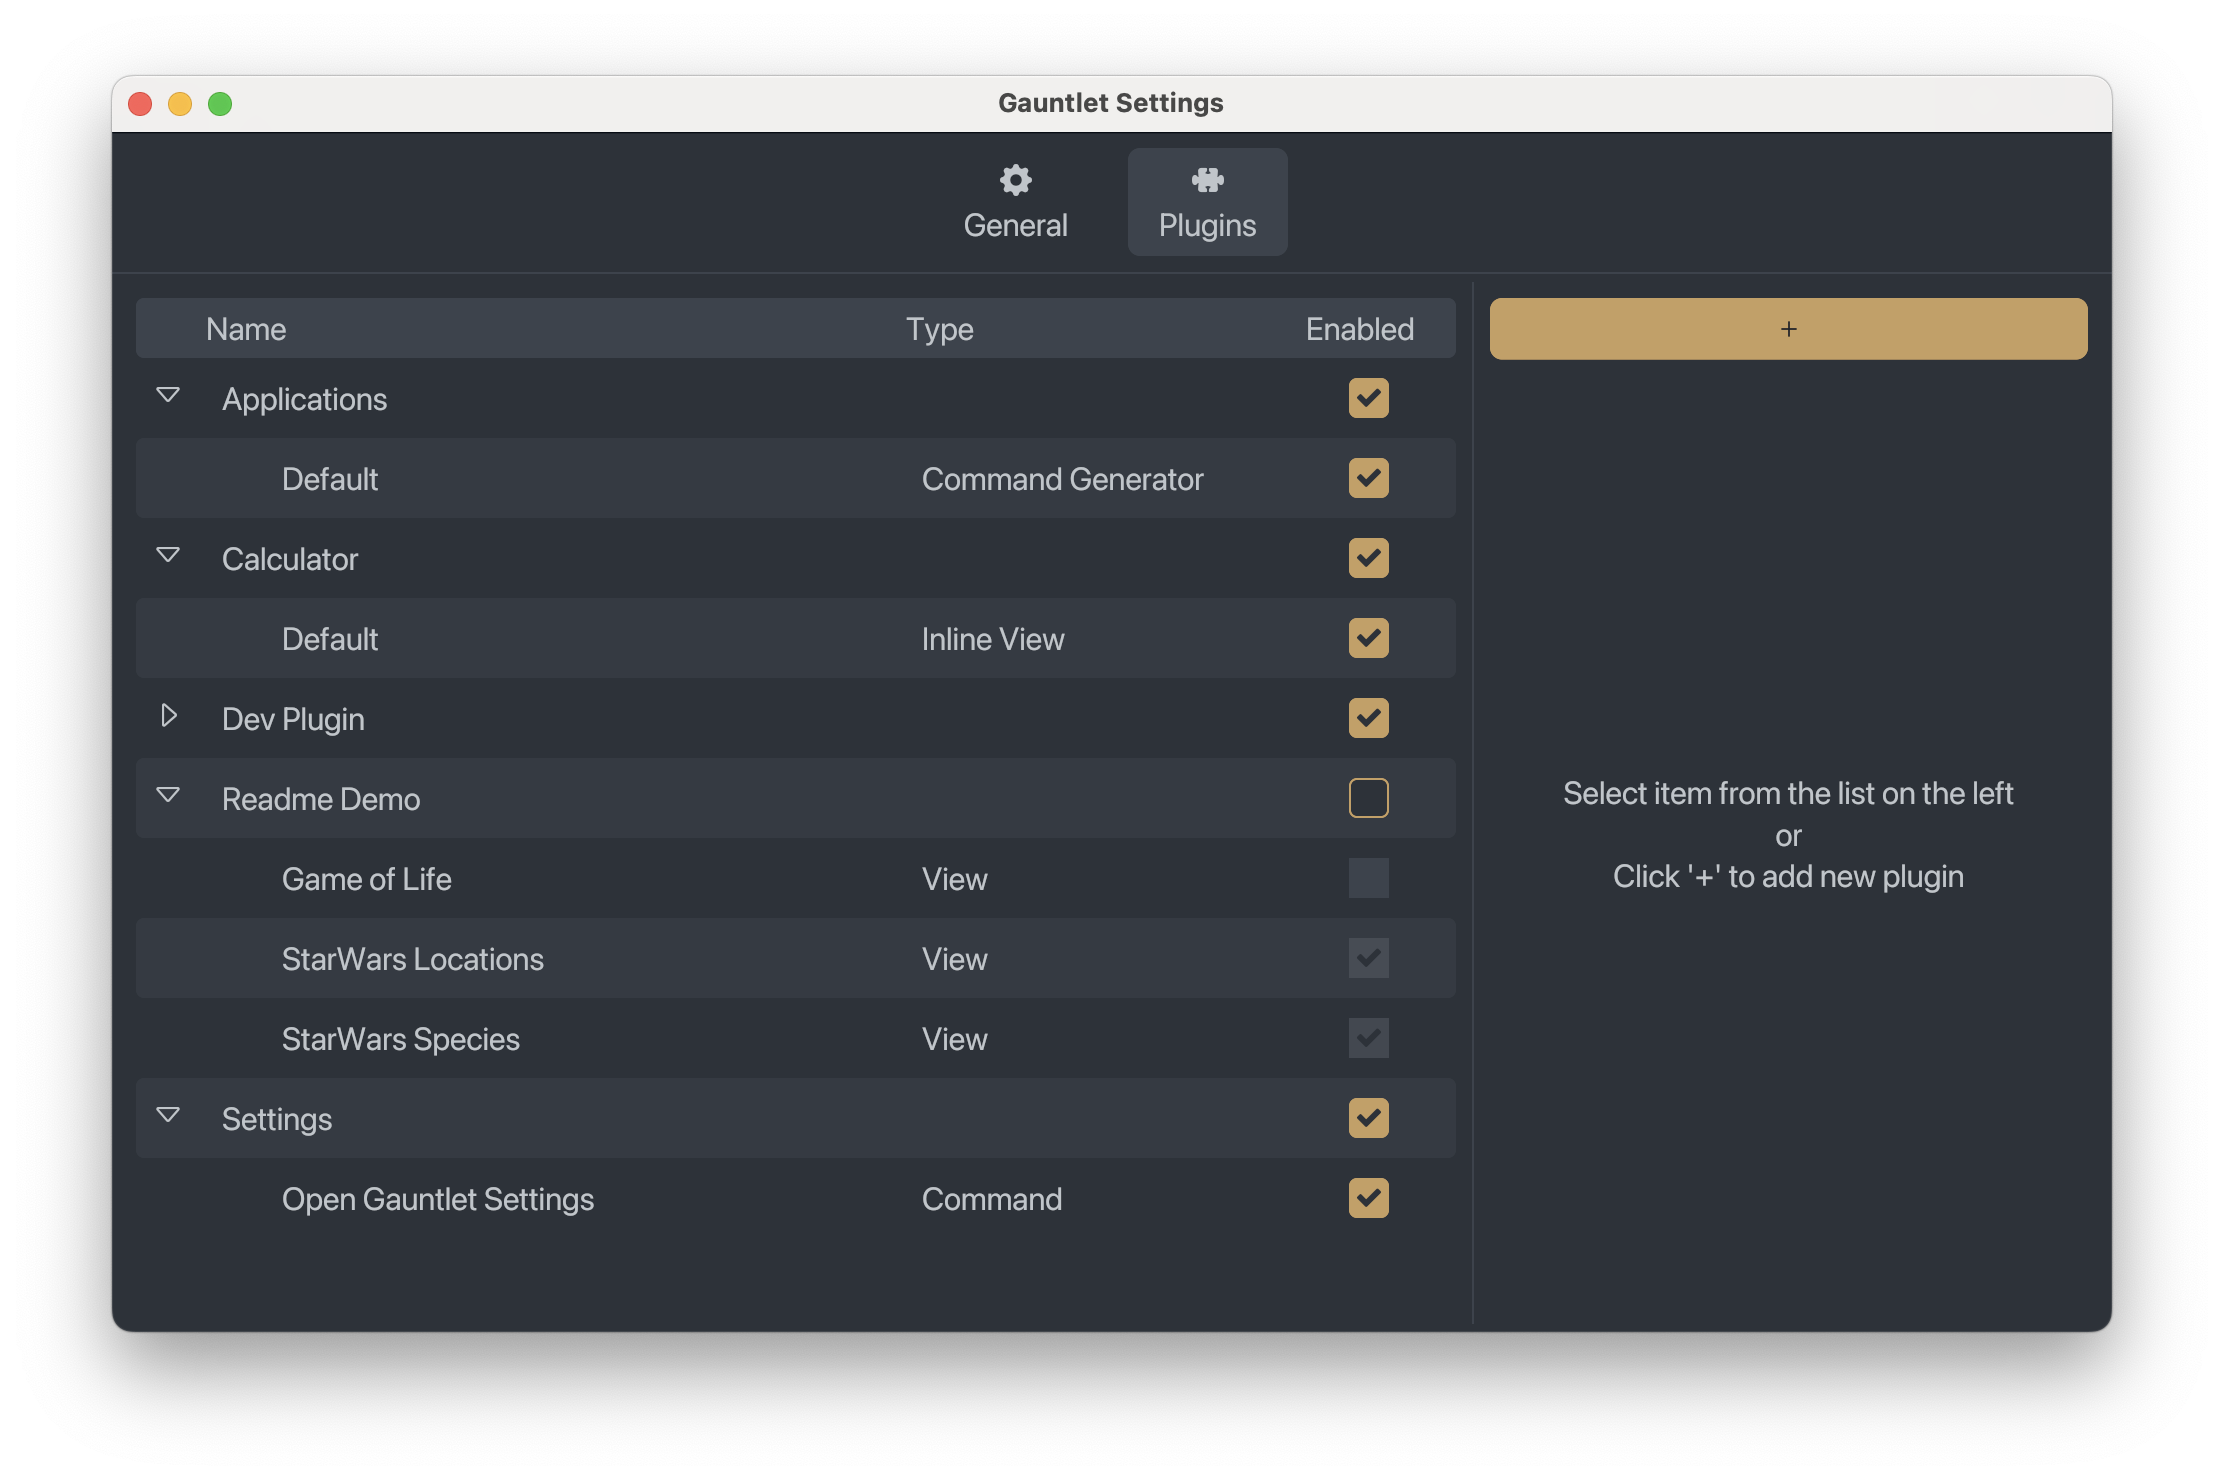 Gauntlet Settings
General
Plugins
Name Type Enabled
+
Applications
Default Command Generator
Calculator
Default Inline View
Dev Plugin
Readme Demo
Game of Life View
StarWars Locations View
StarWars Species View
Settings
Open Gauntlet Settings Command
Select item from the list on the left
or
Click '+' to add new plugin